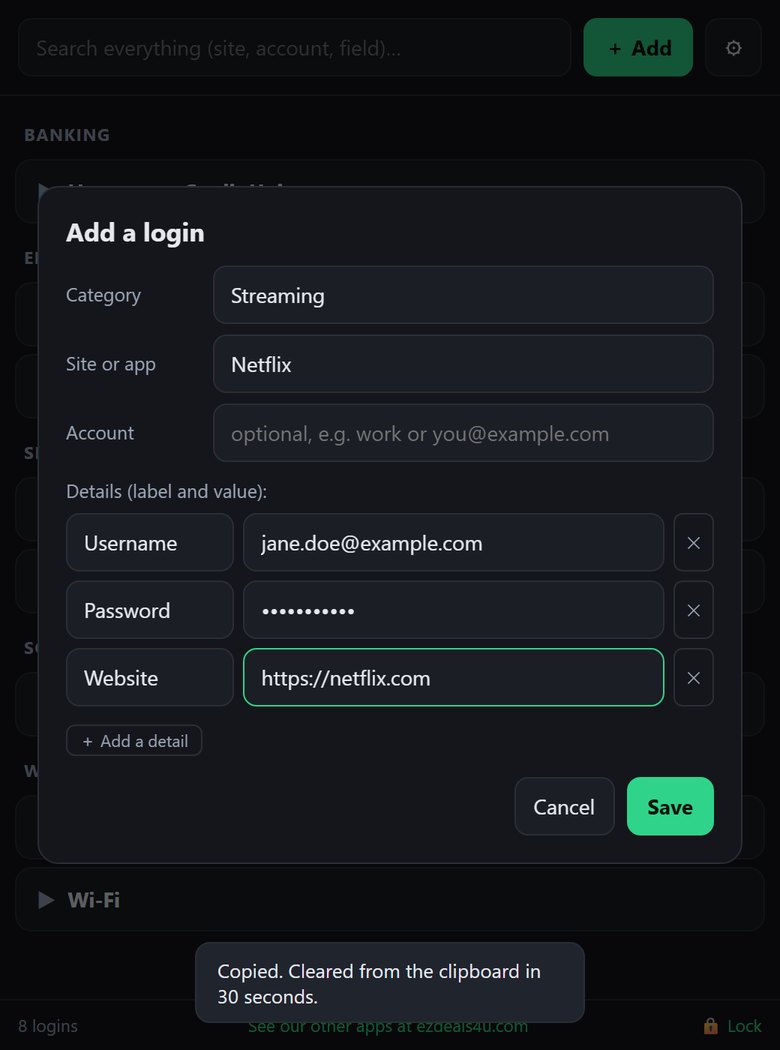 Search everything (site, account, field)...
+ Add
BANKING
Add a login
Category
Streaming
Site or app
Netflix
Account
optional, e.g. work or you@example.com
Details (label and value):
Username
jane.doe@example.com
Password
•••••••••••
Website
https://netflix.com
+ Add a detail
Cancel
Save
Wi-Fi
Copied. Cleared from the clipboard in
30 seconds.
8 logins
See our other apps at ezdeals4u.com
Lock